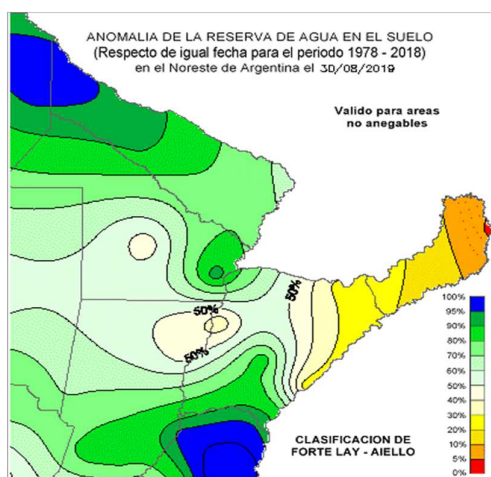 ANOMALIA DE LA RESERVA DE AGUA EN EL SUELO
(Respecto de igual fecha para el periodo 1978 - 2018)
en el Noreste de Argentina el 30/08/2019
Valido para areas
no anegables
50%
50%
50%
100%
95%
90%
80%
70%
60%
50%
40%
30%
20%
10%
5%
0%
CLASIFICACION DE
FORTE LAY - AIELLO